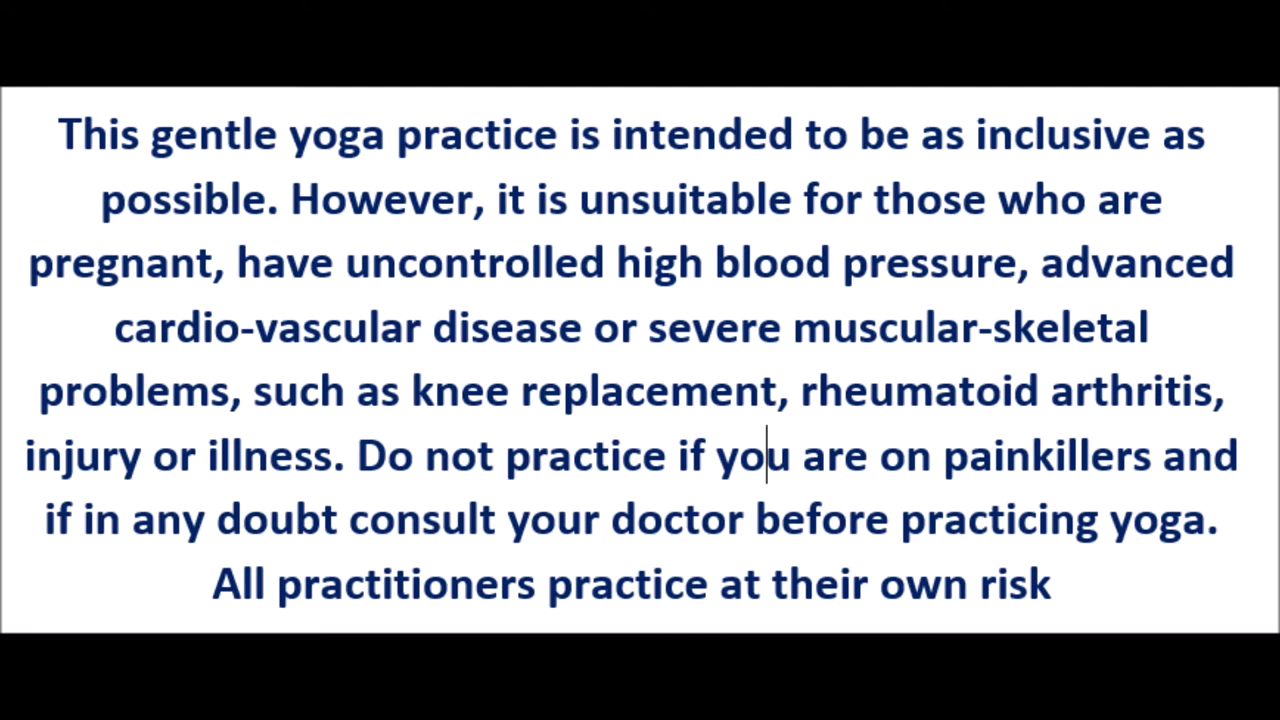 This gentle yoga practice is intended to be as inclusive as
possible. However, it is unsuitable for those who are
pregnant, have uncontrolled high blood pressure, advanced
cardio-vascular disease or severe muscular-skeletal
problems, such as knee replacement, rheumatoid arthritis,
injury or illness. Do not practice if you are on painkillers and
if in any doubt consult your doctor before practicing yoga.
All practitioners practice at their own risk